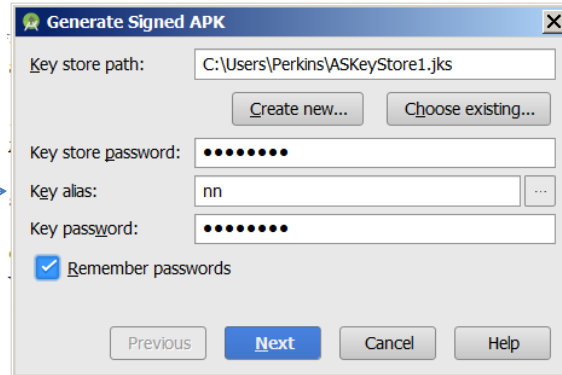 Generate Signed APK
Key store path: C:\Users\Perkins\ASKeyStore1.jks
Create new... Choose existing...
Key store password: ●●●●●●●●
Key alias: nn ...
Key password: ●●●●●●●●
Remember passwords
Previous Next Cancel Help